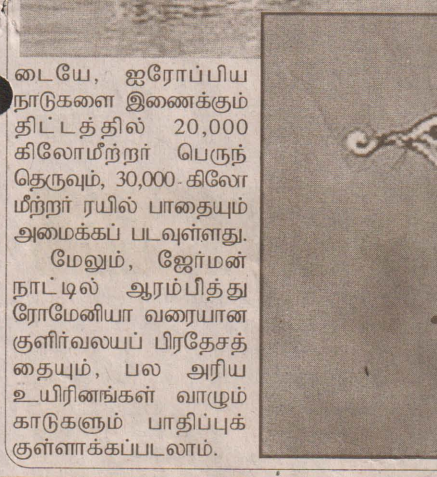 டையே, ஐரோப்பிய
நாடுகளை இணைக்கும்
திட்டத்தில் 20,000
கிலோமீற்றர் பெருந்
தெருவும், 30,000 கிலோ
மீற்றர் ரயில் பாதையும்
அமைக்கப் படவுள்ளது.
மேலும், ஜேர்மன்
நாட்டில் ஆரம்பித்து
ரோமேனியா வரையான
குளிர்வலயப் பிரதேசத்
தையும், பல அரிய
உயிரினங்கள் வாழும்
காடுகளும் பாதிப்புக்
குள்ளாக்கப்படலாம்.